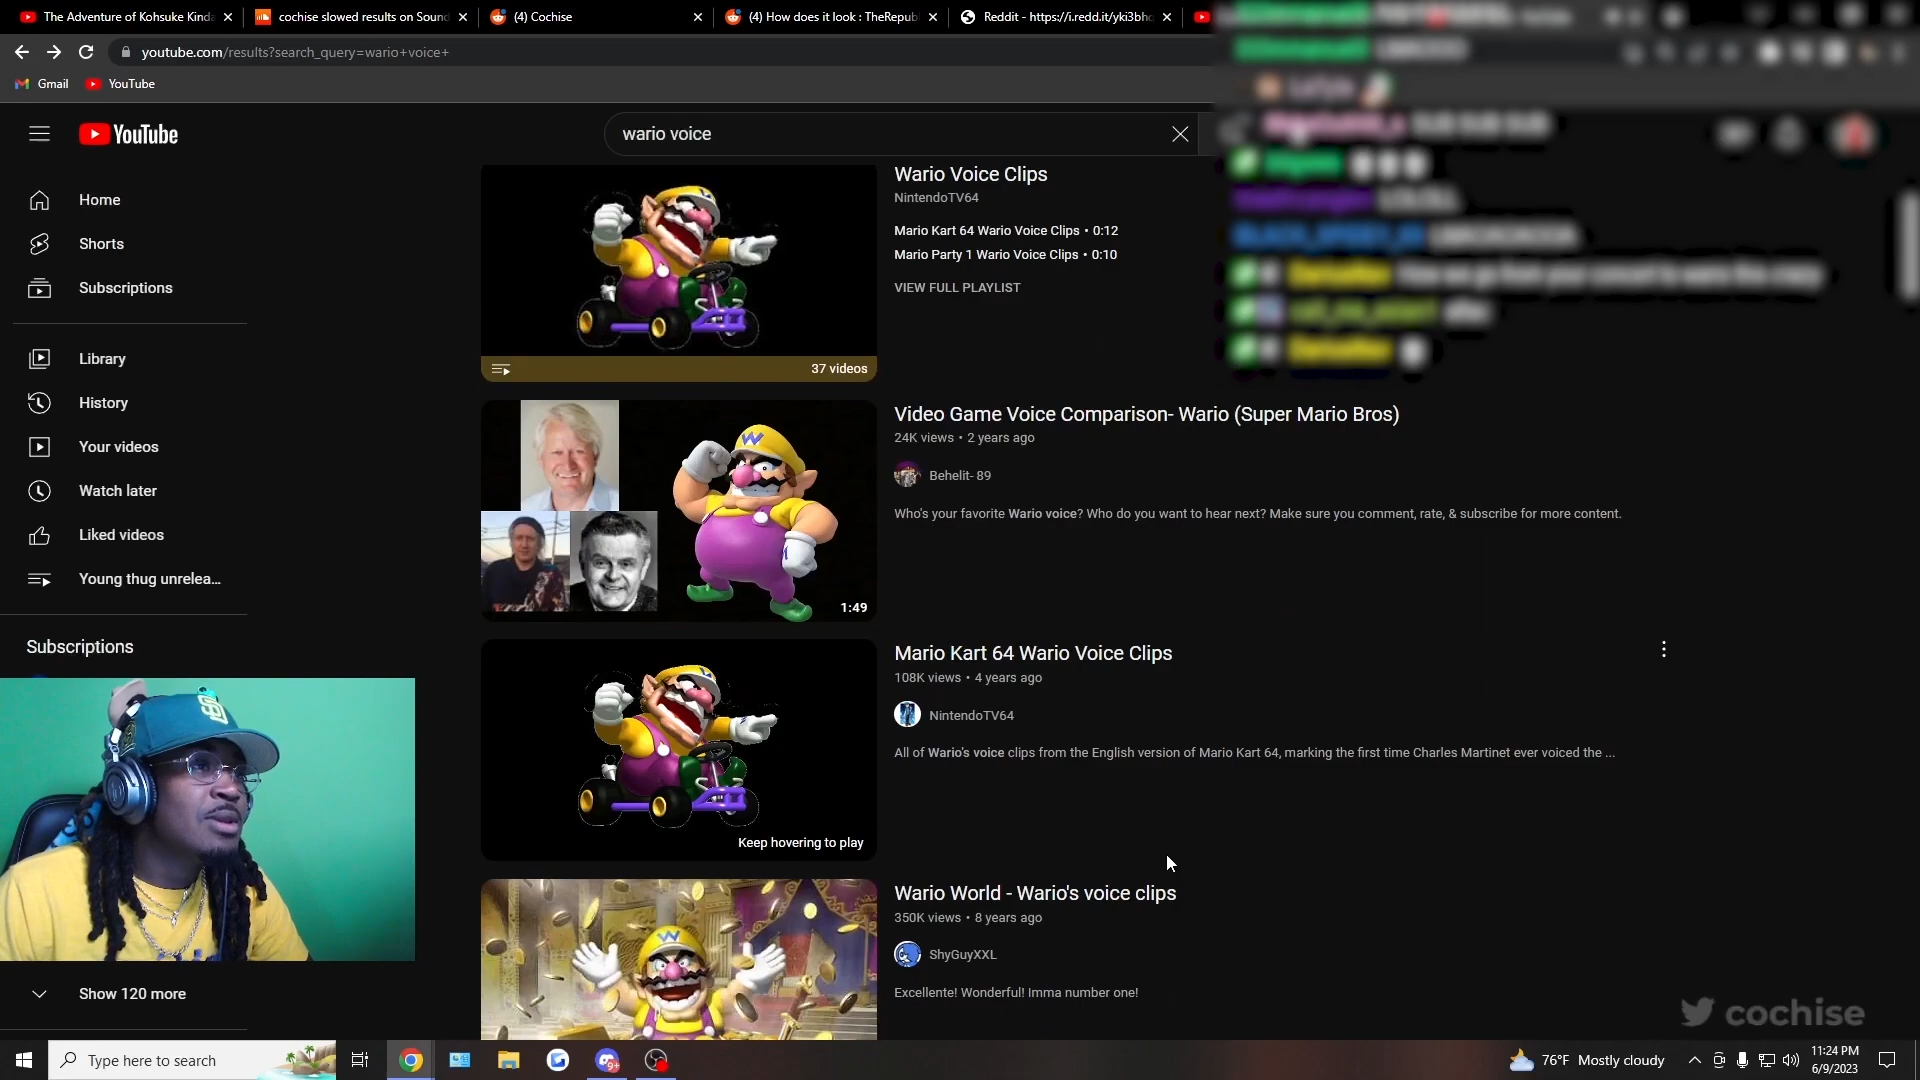 The Adventure of Kohsuke Kinda
cochise slowed results on Sound
(4) Cochise
(4) How does it look : TheRepubl
Reddit - https://i.redd.it/yki3bhq
youtube.com/results?search_query=wario+voice+
Gmail
YouTube
YouTube
wario voice
Home
Shorts
Subscriptions
Library
History
Your videos
Watch later
Liked videos
Young thug unrelea...
Subscriptions
Show 120 more
Wario Voice Clips
NintendoTV64
Mario Kart 64 Wario Voice Clips • 0:12
Mario Party 1 Wario Voice Clips • 0:10
VIEW FULL PLAYLIST
37 videos
Video Game Voice Comparison- Wario (Super Mario Bros)
24K views • 2 years ago
Behelit- 89
Who's your favorite Wario voice? Who do you want to hear next? Make sure you comment, rate, & subscribe for more content.
1:49
Mario Kart 64 Wario Voice Clips
108K views • 4 years ago
NintendoTV64
All of Wario's voice clips from the English version of Mario Kart 64, marking the first time Charles Martinet ever voiced the ...
Keep hovering to play
Wario World - Wario's voice clips
350K views • 8 years ago
ShyGuyXXL
Excellente! Wonderful! Imma number one!
cochise
Type here to search
9+
76°F Mostly cloudy
11:24 PM
6/9/2023